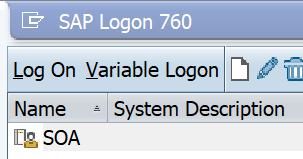 SAP Logon 760
Log On Variable Logon
Name System Description
SOA